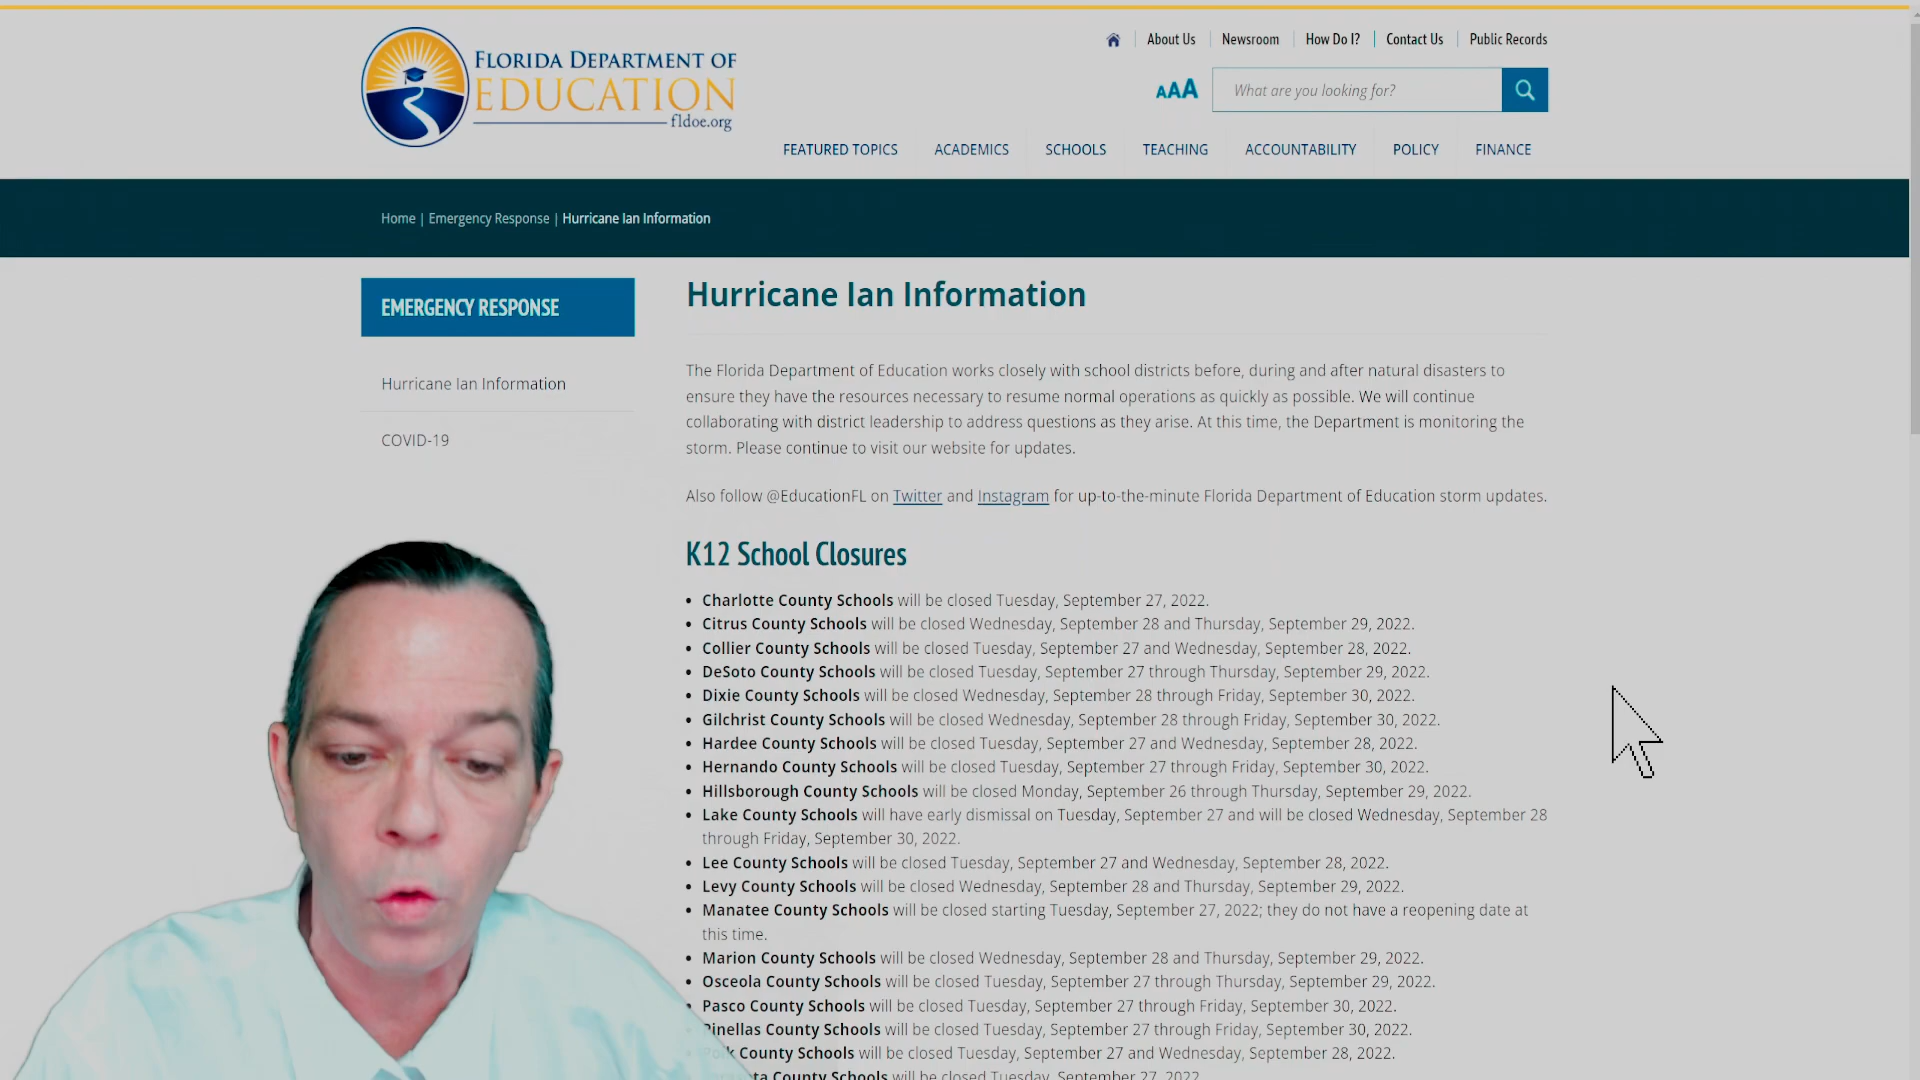 FLORIDA DEPARTMENT OF
EDUCATION
fldoe.org
About Us
Newsroom
How Do I?
Contact Us
Public Records
AAA
What are you looking for?
FEATURED TOPICS
ACADEMICS
SCHOOLS
TEACHING
ACCOUNTABILITY
POLICY
FINANCE
Home | Emergency Response | Hurricane Ian Information
EMERGENCY RESPONSE
Hurricane Ian Information
COVID-19
Hurricane Ian Information
The Florida Department of Education works closely with school districts before, during and after natural disasters to
ensure they have the resources necessary to resume normal operations as quickly as possible. We will continue
collaborating with district leadership to address questions as they arise. At this time, the Department is monitoring the
storm. Please continue to visit our website for updates.
Also follow @EducationFL on Twitter and Instagram for up-to-the-minute Florida Department of Education storm updates.
K12 School Closures
• Charlotte County Schools will be closed Tuesday, September 27, 2022.
• Citrus County Schools will be closed Wednesday, September 28 and Thursday, September 29, 2022.
• Collier County Schools will be closed Tuesday, September 27 and Wednesday, September 28, 2022.
• DeSoto County Schools will be closed Tuesday, September 27 through Thursday, September 29, 2022.
• Dixie County Schools will be closed Wednesday, September 28 through Friday, September 30, 2022.
• Gilchrist County Schools will be closed Wednesday, September 28 through Friday, September 30, 2022.
• Hardee County Schools will be closed Tuesday, September 27 and Wednesday, September 28, 2022.
• Hernando County Schools will be closed Tuesday, September 27 through Friday, September 30, 2022.
• Hillsborough County Schools will be closed Monday, September 26 through Thursday, September 29, 2022.
• Lake County Schools will have early dismissal on Tuesday, September 27 and will be closed Wednesday, September 28
through Friday, September 30, 2022.
• Lee County Schools will be closed Tuesday, September 27 and Wednesday, September 28, 2022.
• Levy County Schools will be closed Wednesday, September 28 and Thursday, September 29, 2022.
• Manatee County Schools will be closed starting Tuesday, September 27, 2022; they do not have a reopening date at
this time.
• Marion County Schools will be closed Wednesday, September 28 and Thursday, September 29, 2022.
• Osceola County Schools will be closed Tuesday, September 27 through Thursday, September 29, 2022.
• Pasco County Schools will be closed Tuesday, September 27 through Friday, September 30, 2022.
Pinellas County Schools will be closed Tuesday, September 27 through Friday, September 30, 2022.
Polk County Schools will be closed Tuesday, September 27 and Wednesday, September 28, 2022.
County Schools will be closed Tuesday, September 27, 2022.